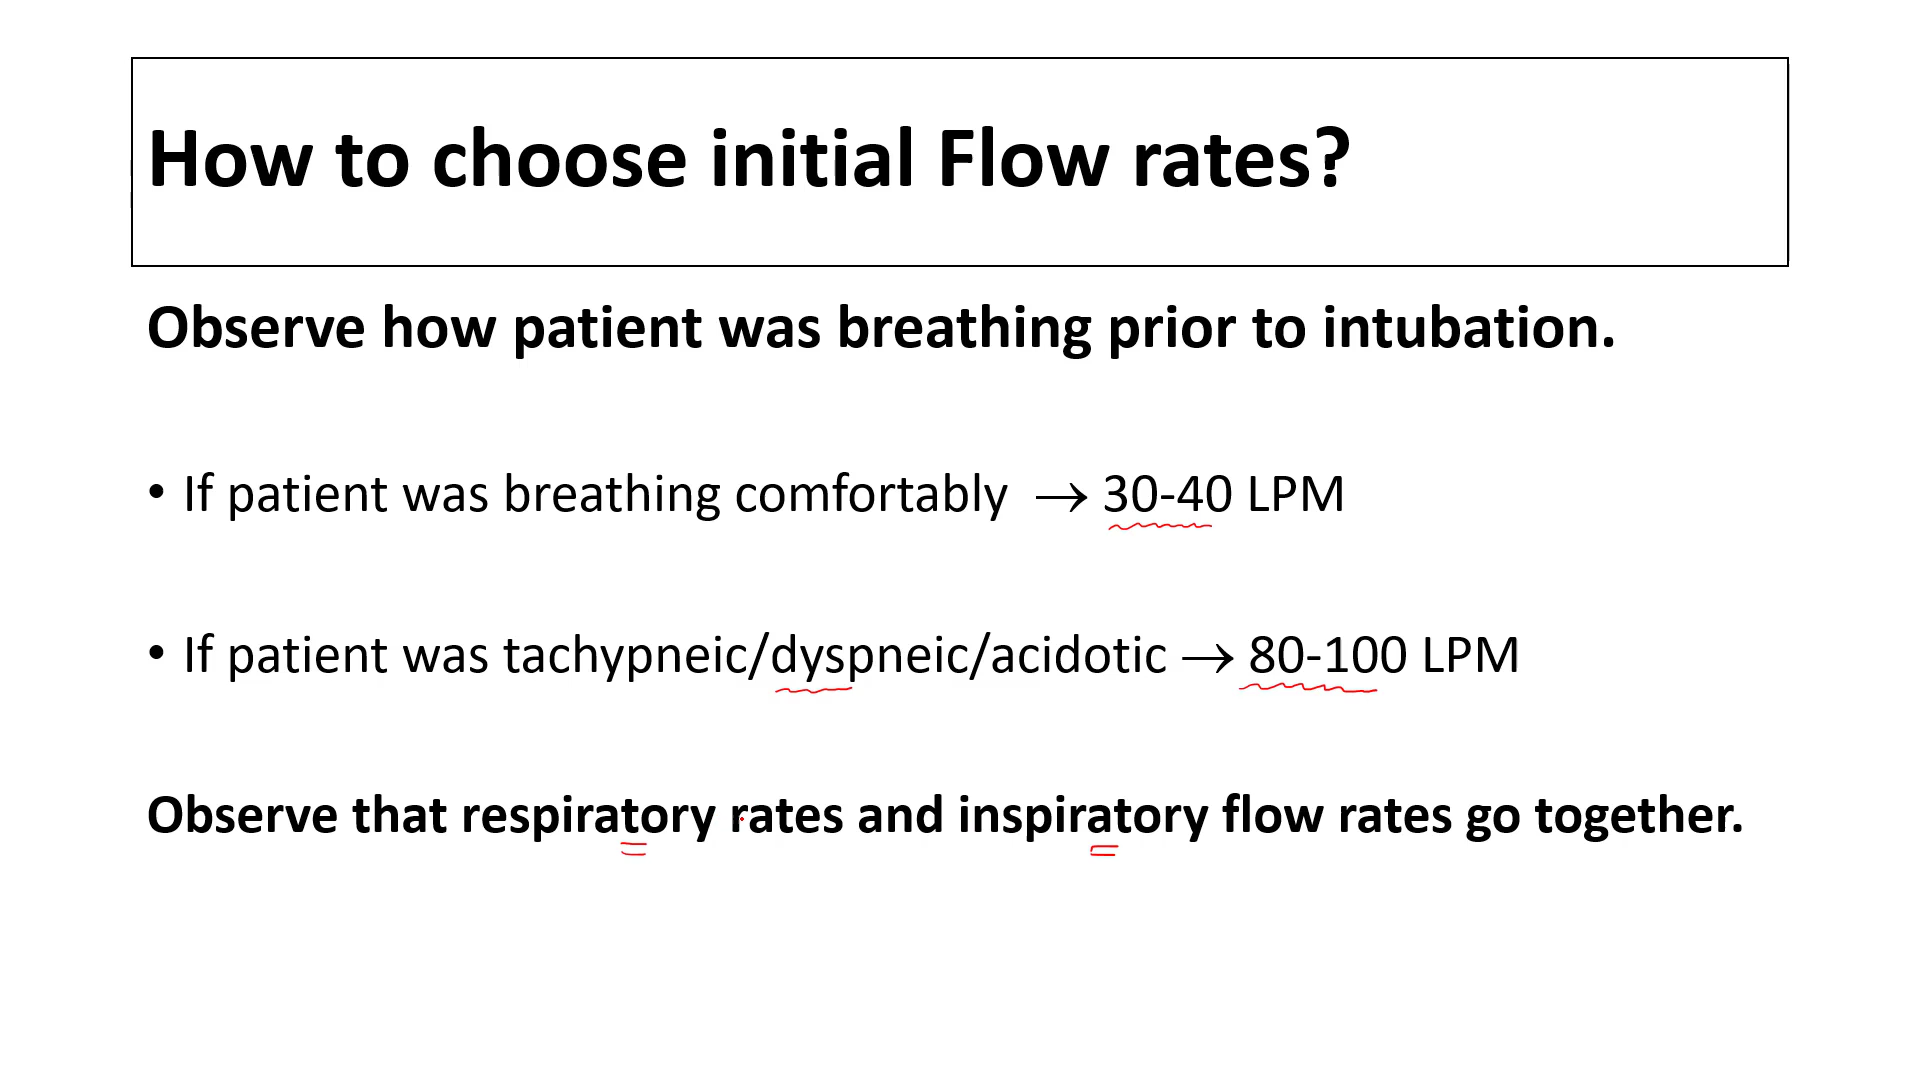 How to choose initial Flow rates?
Observe how patient was breathing prior to intubation.
• If patient was breathing comfortably → 30-40 LPM
• If patient was tachypneic/dyspneic/acidotic → 80-100 LPM
Observe that respiratory rates and inspiratory flow rates go together.